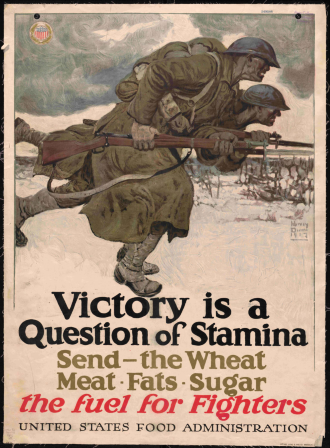 Victory is a
Question of Stamina
Send – the Wheat
Meat · Fats · Sugar
the fuel for Fighters
UNITED STATES FOOD ADMINISTRATION